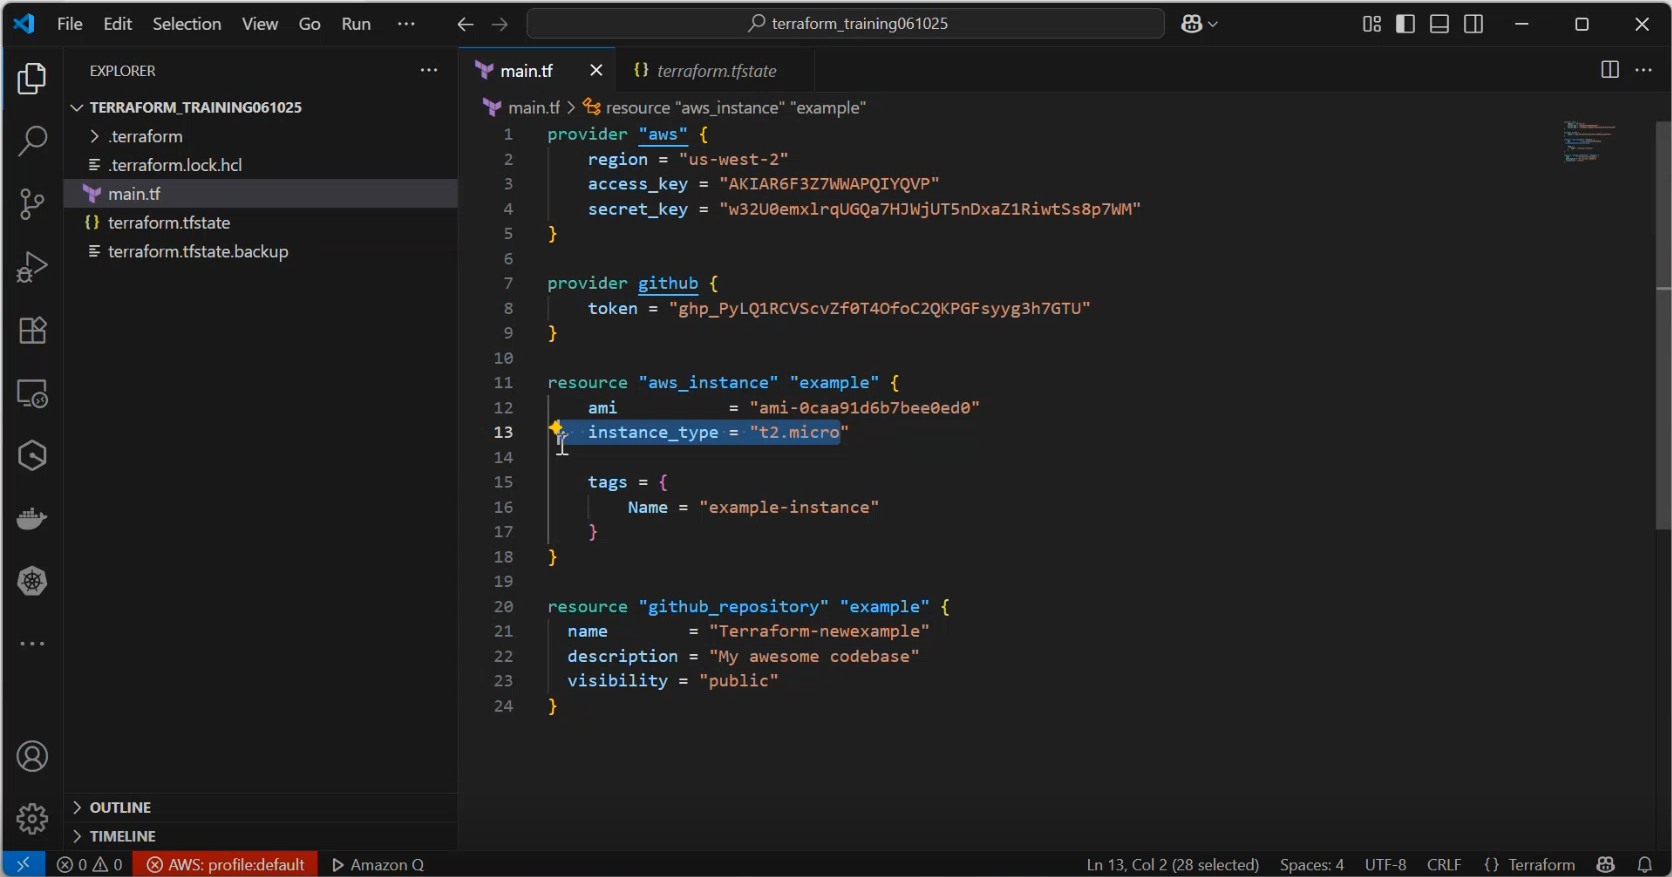 File Edit Selection View Go Run ··· terraform_training061025
EXPLORER ···
TERRAFORM_TRAINING061025
.terraform
.terraform.lock.hcl
main.tf
{} terraform.tfstate
terraform.tfstate.backup
OUTLINE
TIMELINE
main.tf {} terraform.tfstate
main.tf > resource "aws_instance" "example"
1 provider "aws" {
2 region = "us-west-2"
3 access_key = "AKIAR6F3Z7WWAPQIYQVP"
4 secret_key = "w32U0emxlrqUGQa7HJWjUT5nDxaZ1RiwtSs8p7WM"
5 }
6
7 provider github {
8 token = "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"
9 }
10
11 resource "aws_instance" "example" {
12 ami = "ami-0caa91d6b7bee0ed0"
13 instance_type = "t2.micro"
14
15 tags = {
16 Name = "example-instance"
17 }
18 }
19
20 resource "github_repository" "example" {
21 name = "Terraform-newexample"
22 description = "My awesome codebase"
23 visibility = "public"
24 }
0 0 AWS: profile:default Amazon Q Ln 13, Col 2 (28 selected) Spaces: 4 UTF-8 CRLF {} Terraform